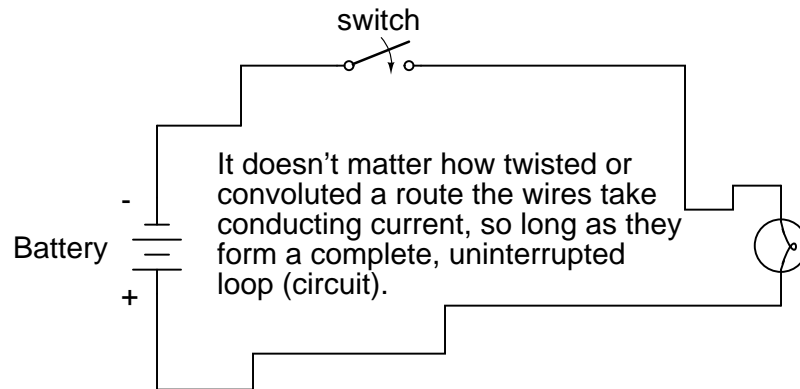 switch
It doesn’t matter how twisted or
convoluted a route the wires take
-
conducting current, so long as they
Battery
form a complete, uninterrupted
loop (circuit).
+